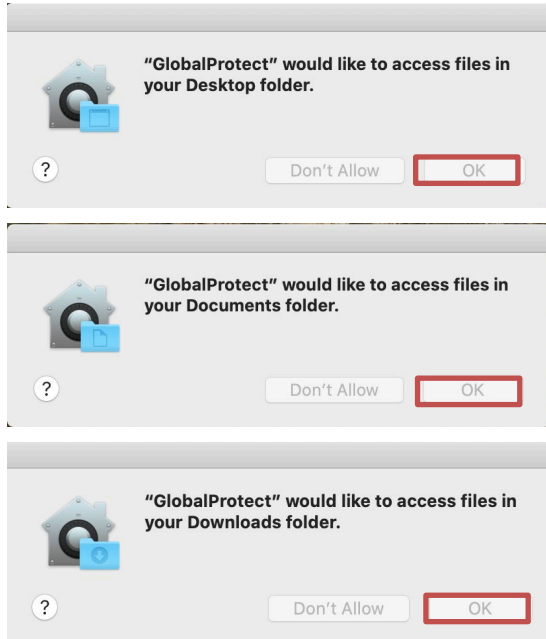 “GlobalProtect” would like to access files in
your Desktop folder.
?
Don’t Allow
OK
“GlobalProtect” would like to access files in
your Documents folder.
?
Don’t Allow
OK
“GlobalProtect” would like to access files in
your Downloads folder.
?
Don’t Allow
OK